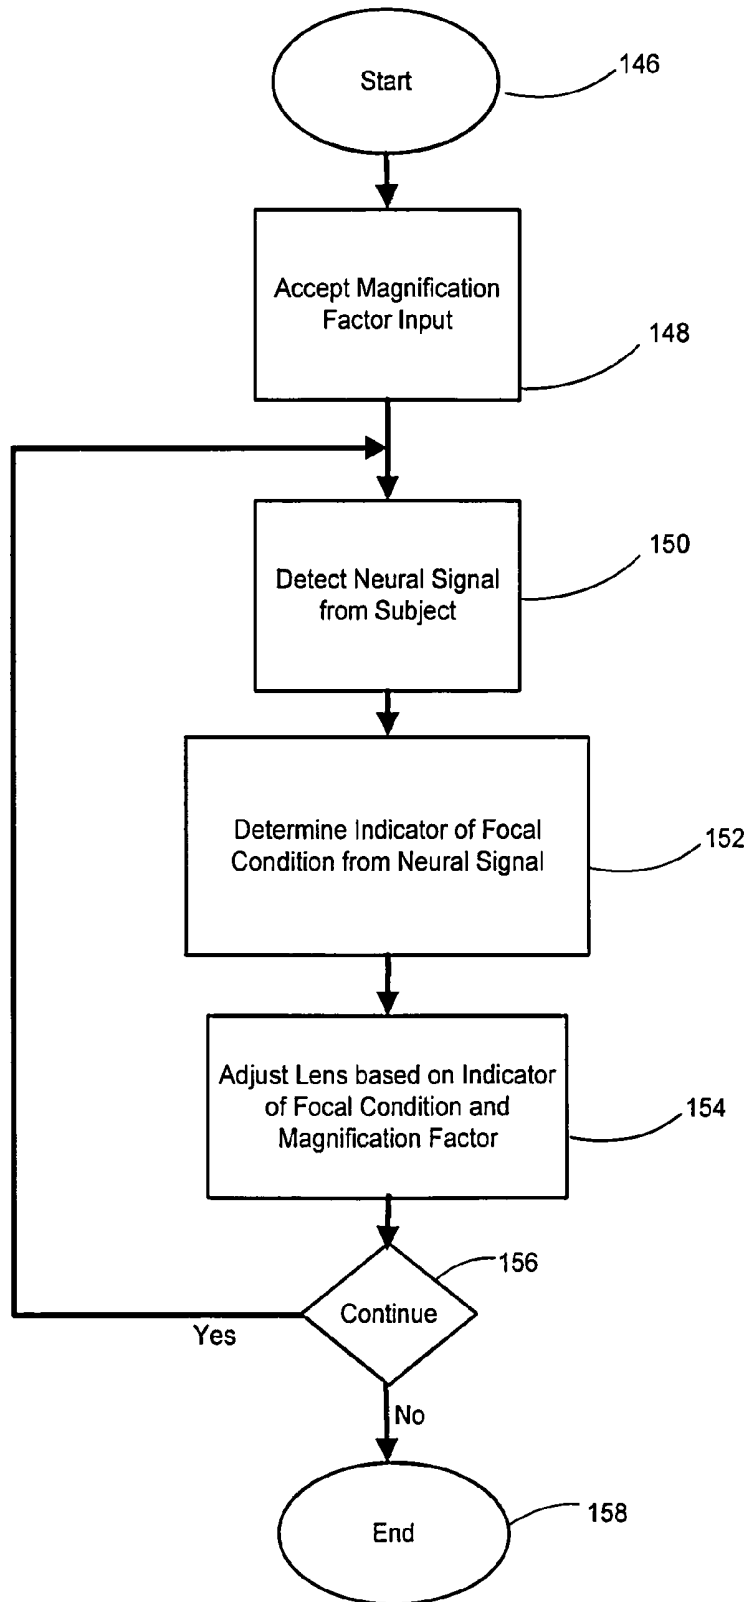 Start
146
Accept Magnification
Factor Input
148
Detect Neural Signal
from Subject
150
Determine Indicator of Focal
Condition from Neural Signal
152
Adjust Lens based on Indicator
of Focal Condition and
Magnification Factor
154
156
Continue
Yes
No
End
158